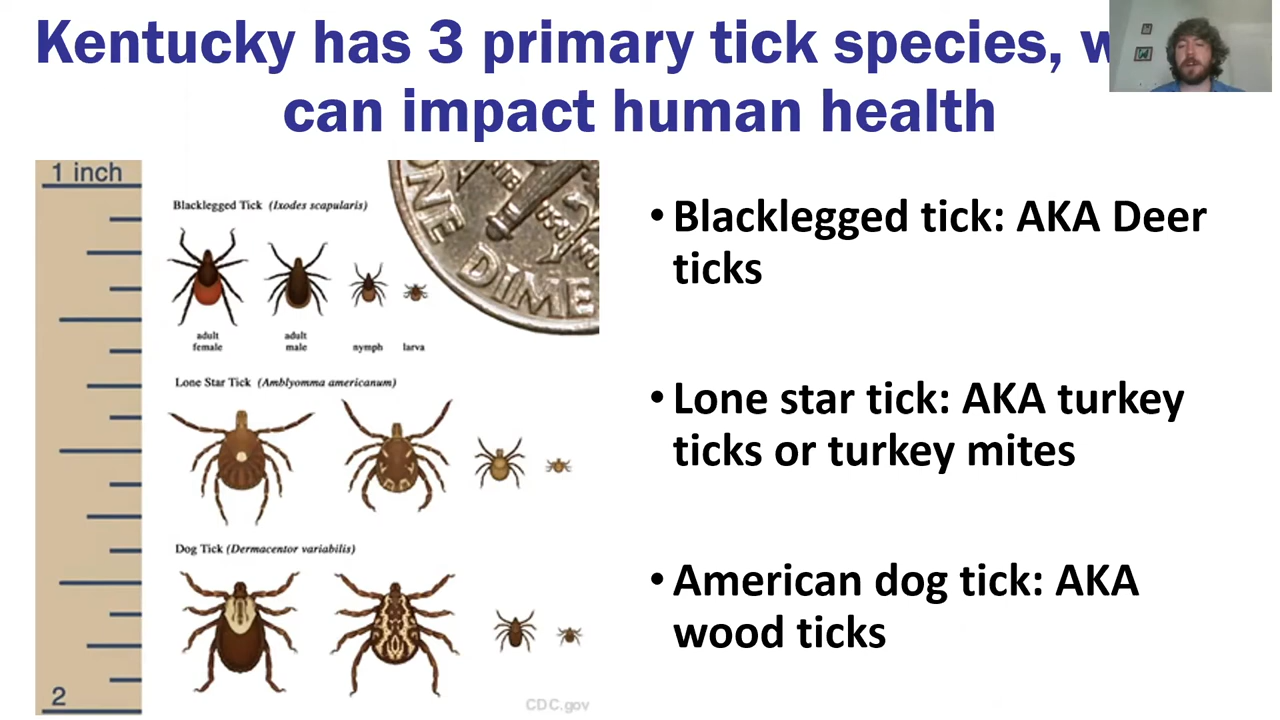 Kentucky has 3 primary tick species,
can impact human health
1 inch
Blacklegged Tick (Ixodes scapularis)
ONE DIME
adult female
adult male
nymph
larva
• Blacklegged tick: AKA Deer
ticks
Lone Star Tick (Amblyomma americanum)
• Lone star tick: AKA turkey
ticks or turkey mites
Dog Tick (Dermacentor variabilis)
• American dog tick: AKA
wood ticks
2
CDC.gov